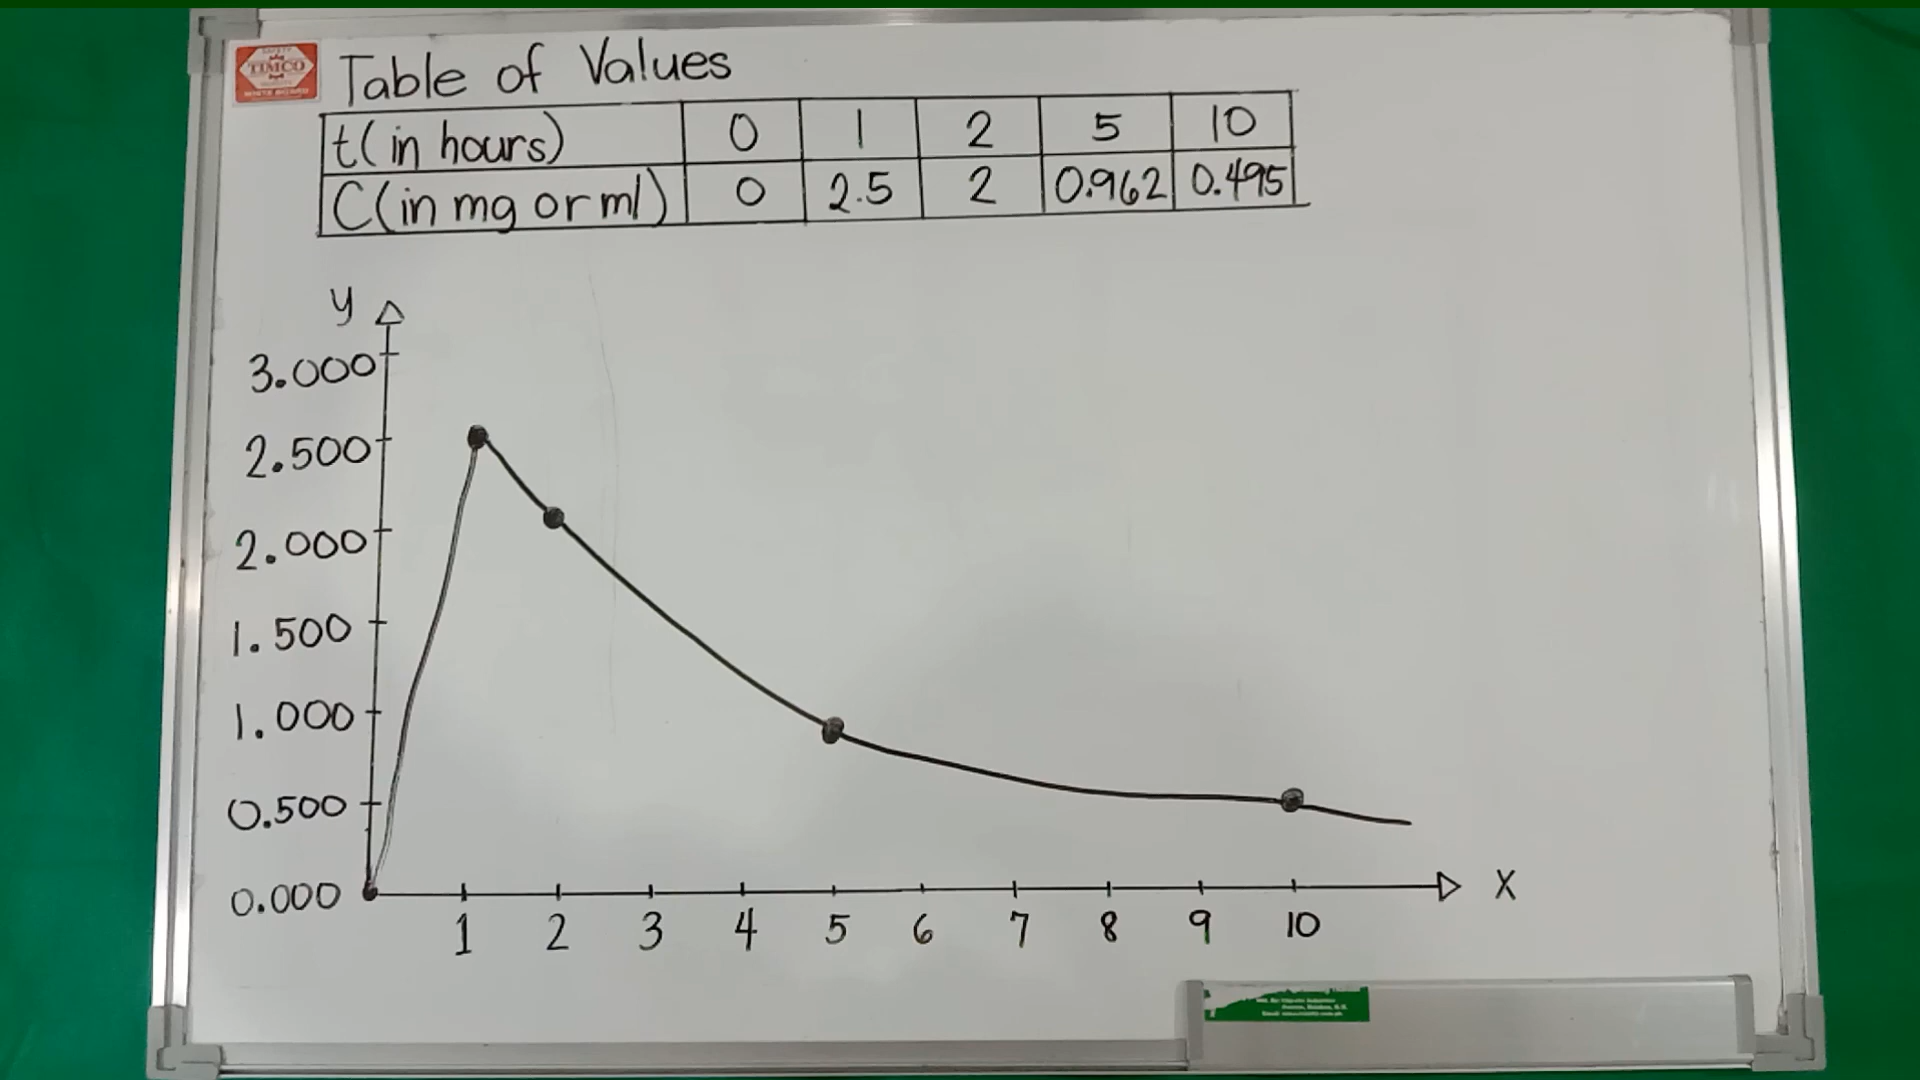 TIMCO
Table of Values
t(in hours) 0 1 2 5 10
C(in mg or ml) 0 2.5 2 0.962 0.495
y
3.000
2.500
2.000
1.500
1.000
0.500
0.000
1 2 3 4 5 6 7 8 9 10
X